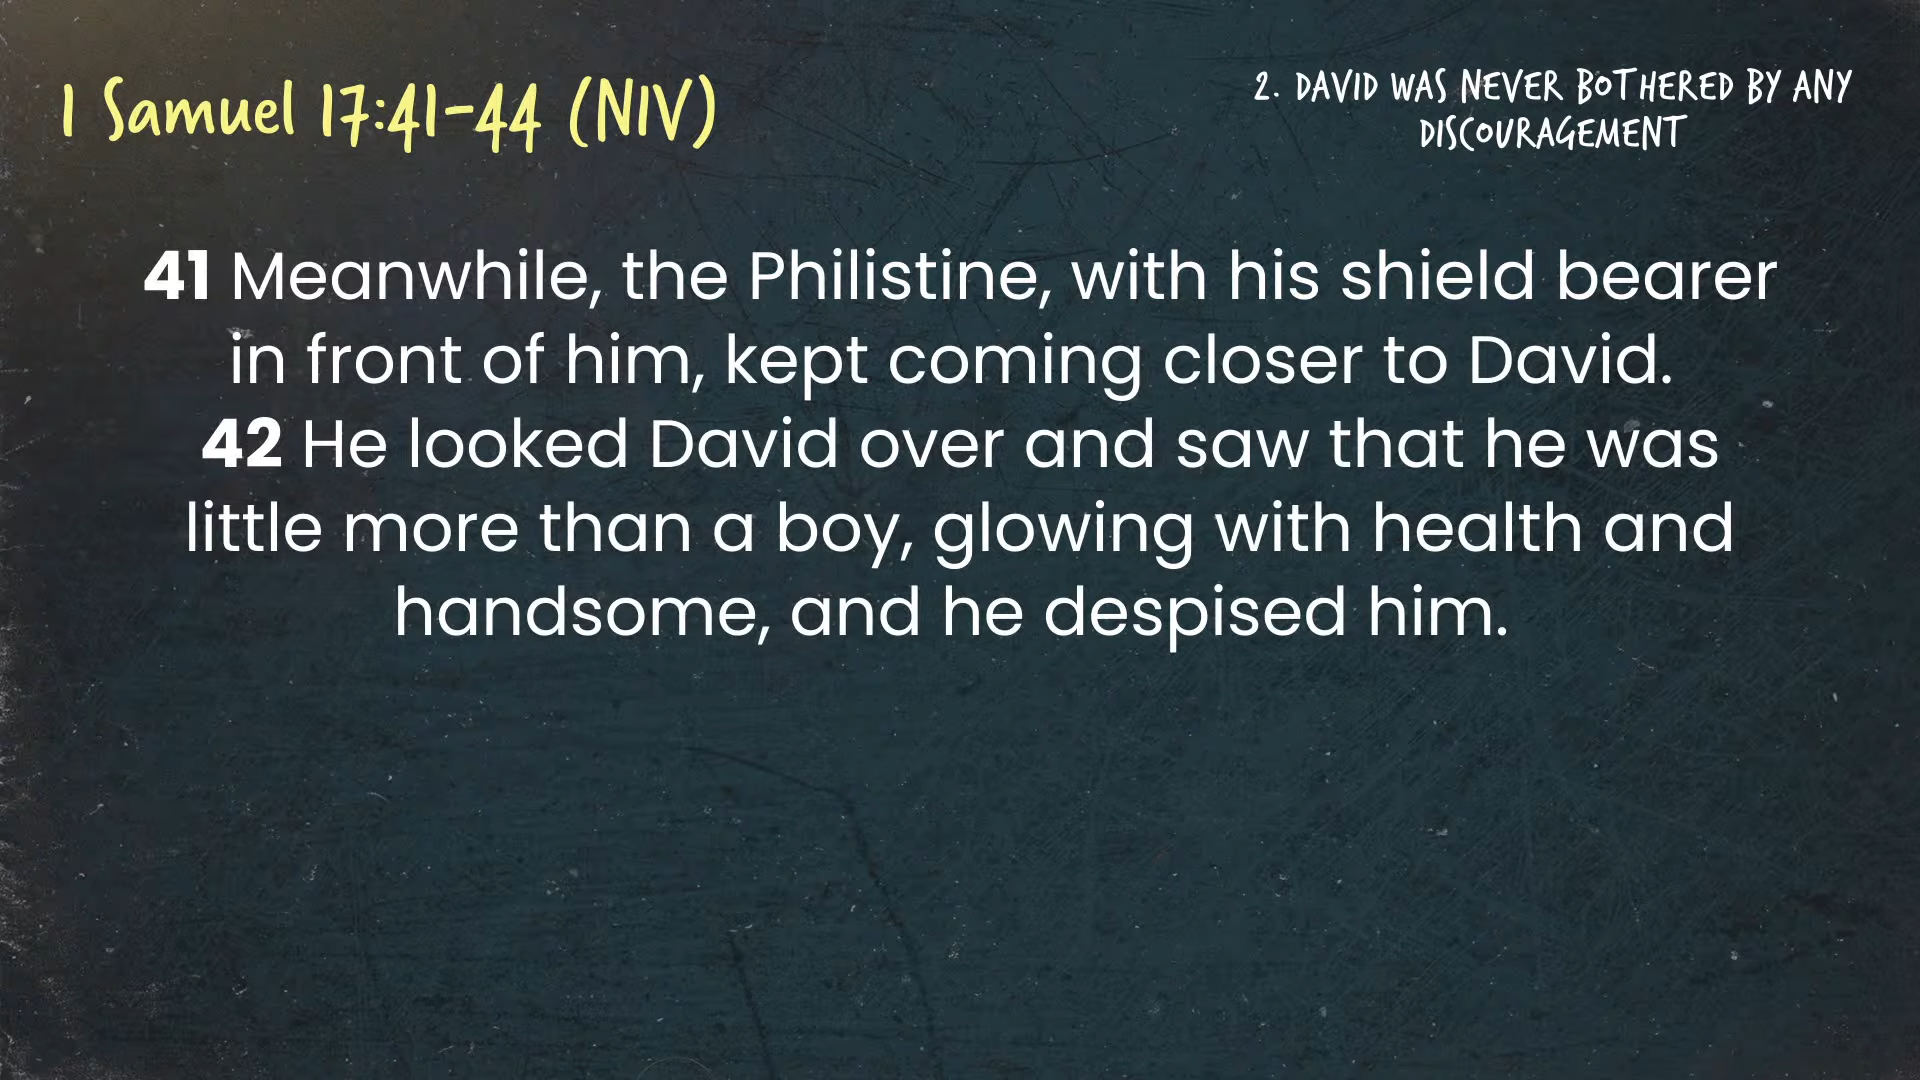 1 Samuel 17:41-44 (NIV)
2. DAVID WAS NEVER BOTHERED BY ANY
DISCOURAGEMENT
41 Meanwhile, the Philistine, with his shield bearer
in front of him, kept coming closer to David.
42 He looked David over and saw that he was
little more than a boy, glowing with health and
handsome, and he despised him.